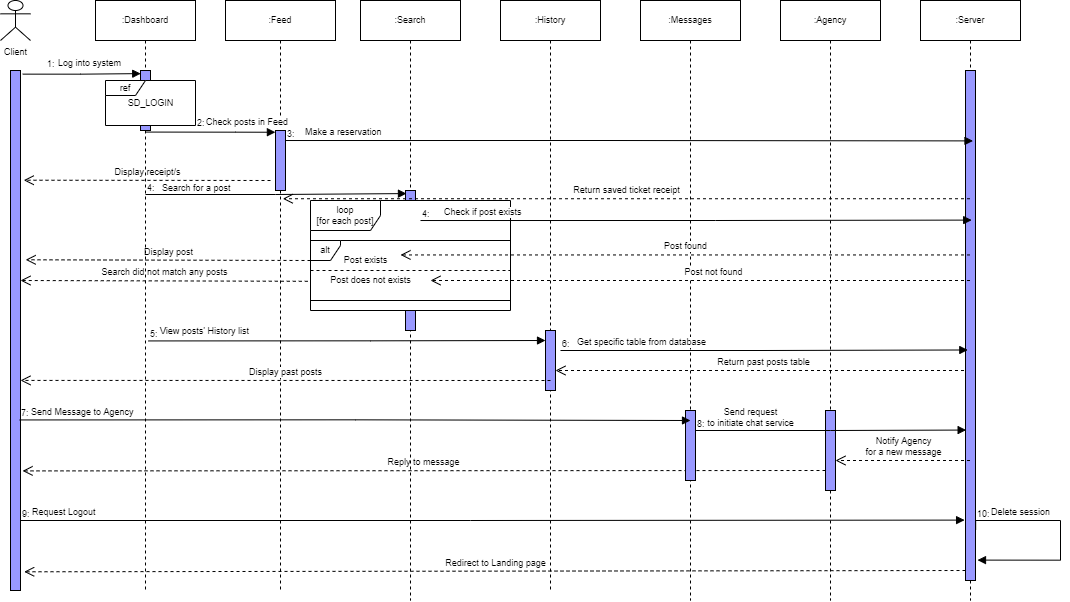 :Dashboard
:Feed
:Search
:History
:Messages
:Agency
:Server
Client
1: Log into system
ref
SD_LOGIN
2: Check posts in Feed
3: Make a reservation
Display receipt/s
4: Search for a post
Return saved ticket receipt
loop
[for each post]
4: Check if post exists
alt
Post exists
Display post
Post found
Search did not match any posts
Post does not exists
Post not found
5: View posts' History list
6: Get specific table from database
Return past posts table
Display past posts
7: Send Message to Agency
Send request
8: to initiate chat service
Notify Agency
for a new message
Reply to message
9: Request Logout
10: Delete session
Redirect to Landing page